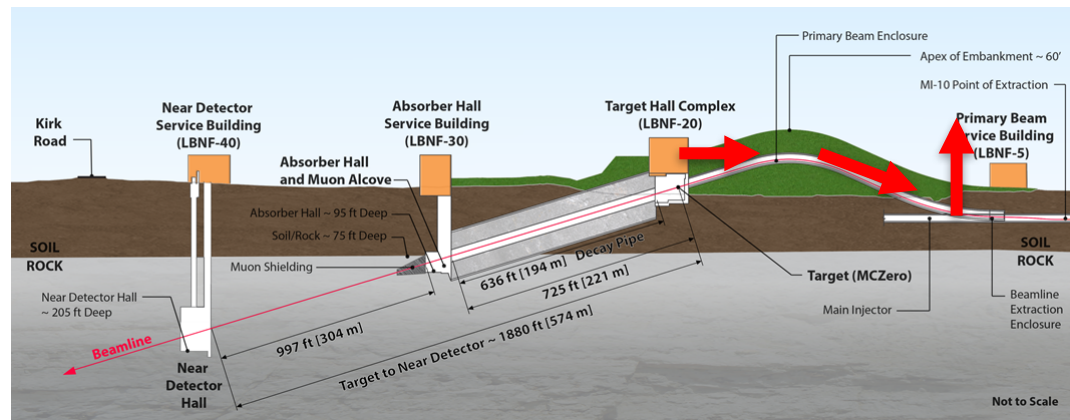 Primary Beam Enclosure
Apex of Embankment ~ 60'
MI-10 Point of Extraction
Kirk
Road
Near Detector
Service Building
(LBNF-40)
Absorber Hall
Service Building
(LBNF-30)
Target Hall Complex
(LBNF-20)
Primary Beam
Service Building
(LBNF-5)
Absorber Hall
and Muon Alcove
Absorber Hall ~ 95 ft Deep
Soil/Rock ~ 75 ft Deep
Muon Shielding
SOIL
ROCK
SOIL
ROCK
Near Detector Hall
~ 205 ft Deep
636 ft [194 m] Decay Pipe
725 ft [221 m]
Target (MCZero)
Main Injector
Beamline
Extraction
Enclosure
997 ft [304 m]
Target to Near Detector ~ 1880 ft [574 m]
Beamline
Near
Detector
Hall
Not to Scale